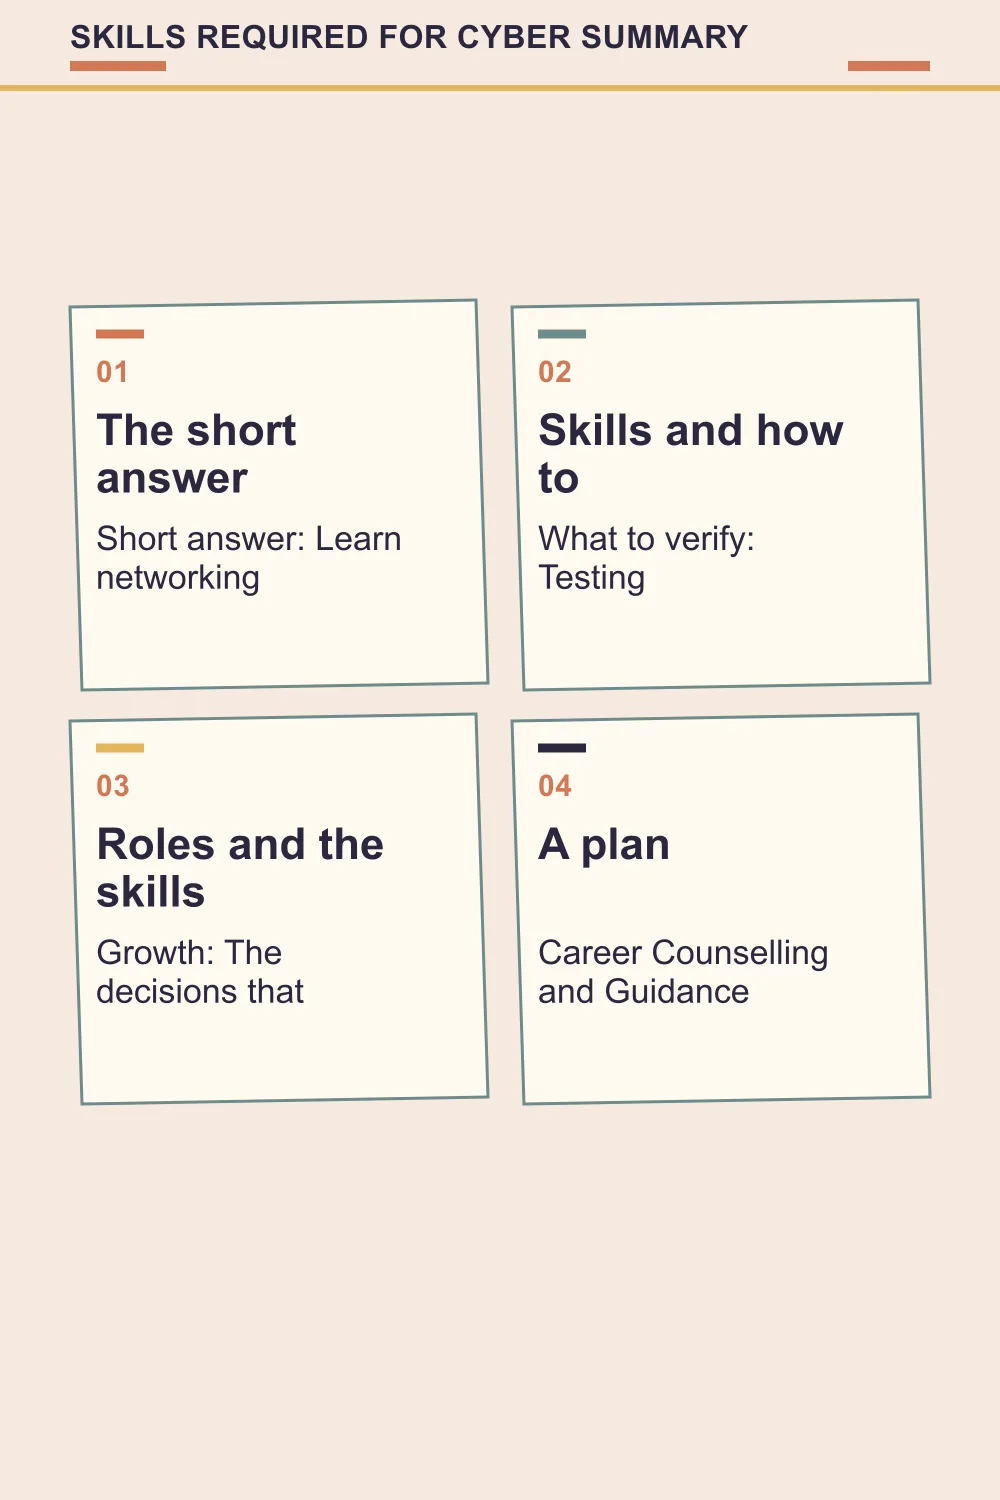 SKILLS REQUIRED FOR CYBER SUMMARY
01
The short
answer
Short answer: Learn
networking
02
Skills and how
to
What to verify:
Testing
03
Roles and the
skills
Growth: The
decisions that
04
A plan
Career Counselling
and Guidance